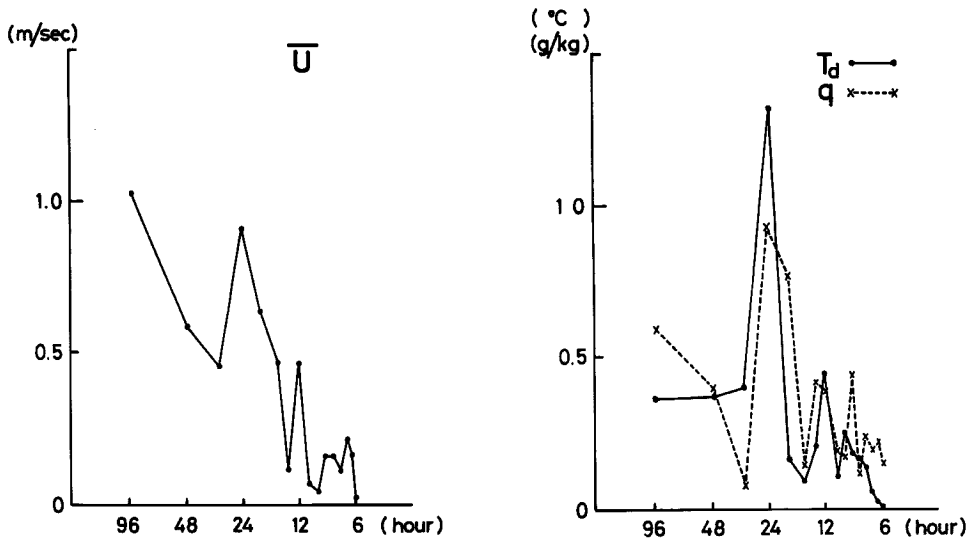 (m/sec)
U̅
1.0
0.5
0
96 48 24 12 6 (hour)
(°C)
(g/kg)
Td
q
1 0
0.5
0
96 48 24 12 6 (hour)